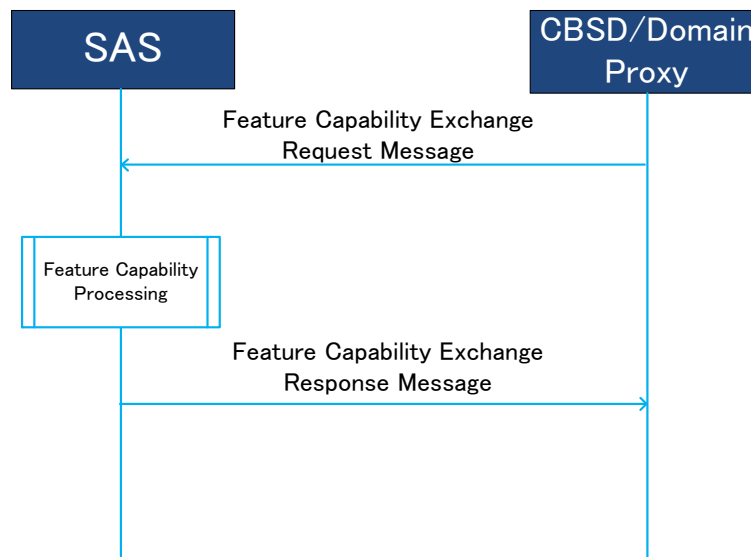 SAS
CBSD/Domain
Proxy
Feature Capability Exchange
Request Message
Feature Capability
Processing
Feature Capability Exchange
Response Message